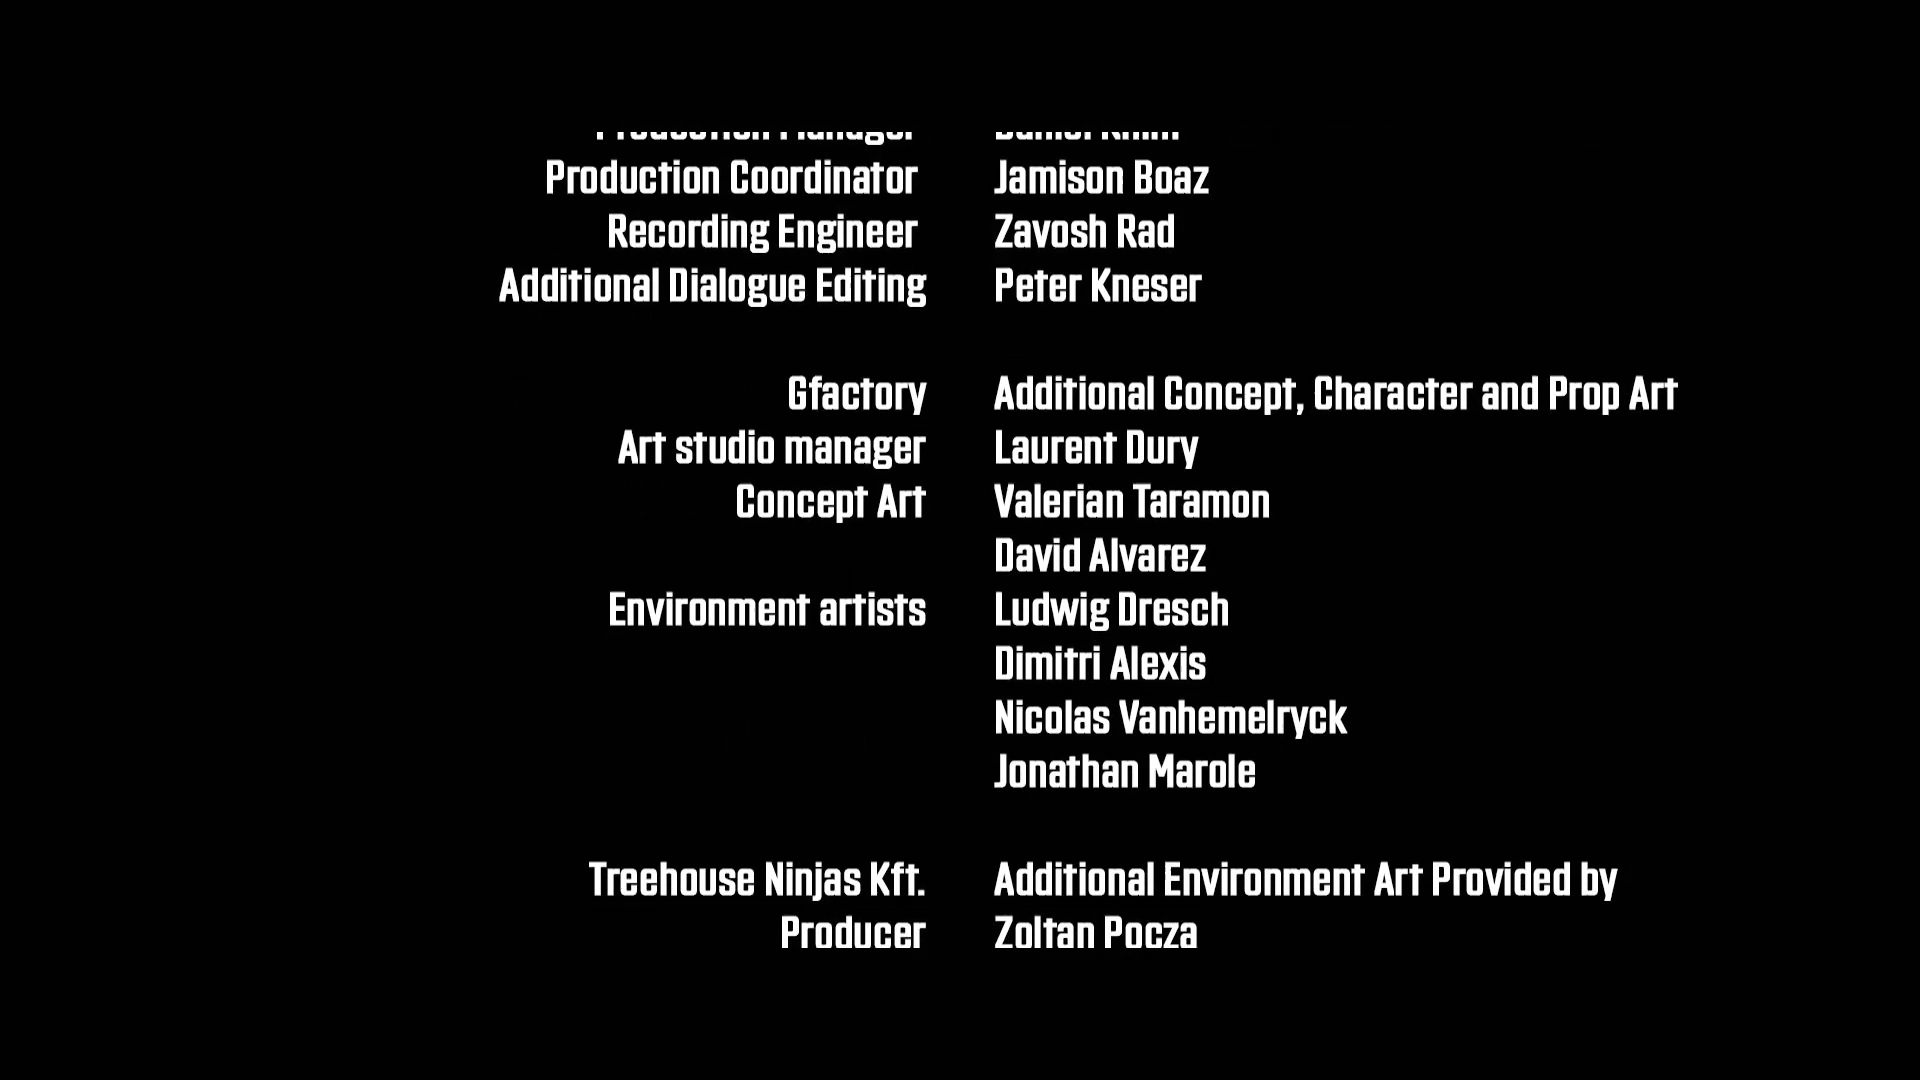 Production Manager
Production Coordinator Jamison Boaz
Recording Engineer Zavosh Rad
Additional Dialogue Editing Peter Kneser
Gfactory Additional Concept, Character and Prop Art
Art studio manager Laurent Dury
Concept Art Valerian Taramon
David Alvarez
Environment artists Ludwig Dresch
Dimitri Alexis
Nicolas Vanhemelryck
Jonathan Marole
Treehouse Ninjas Kft. Additional Environment Art Provided by
Producer Zoltan Pocza